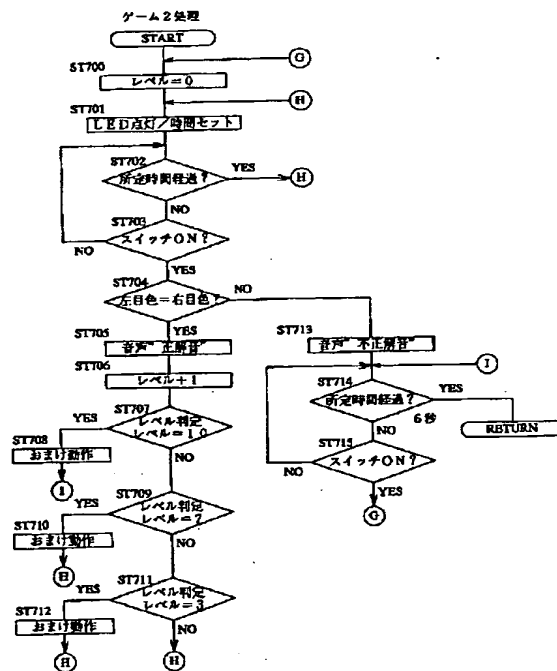 ゲーム2処理
START
G
ST700
レベル=0
H
ST701
LED点灯/時間セット
ST702
所定時間経過?
YES
H
NO
ST703
スイッチON?
NO
YES
ST704
左目色=右目色?
NO
YES
ST705
音声"正解音"
ST706
レベル+1
ST707
レベル判定
レベル=10
YES
NO
ST708
おまけ動作
I
ST709
レベル判定
レベル=7
YES
NO
ST710
おまけ動作
H
ST711
レベル判定
レベル=3
YES
NO
ST712
おまけ動作
H
H
ST713
音声"不正解音"
I
ST714
所定時間経過?
YES
6秒
NO
RETURN
ST715
スイッチON?
NO
YES
G